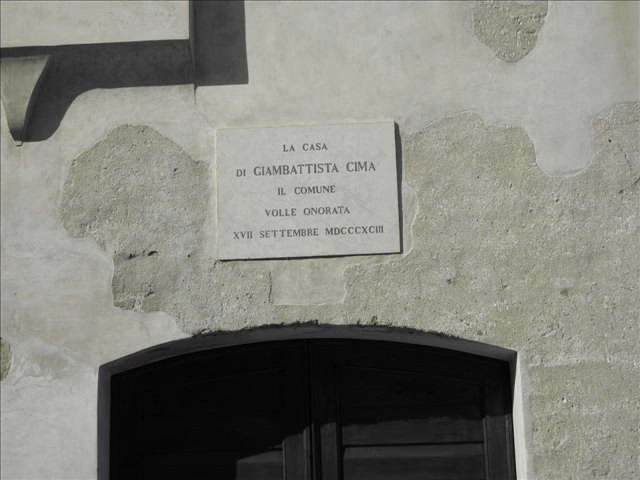 LA CASA
DI GIAMBATTISTA CIMA
IL COMUNE
VOLLE ONORATA
XVII SETTEMBRE MDCCCXCIII